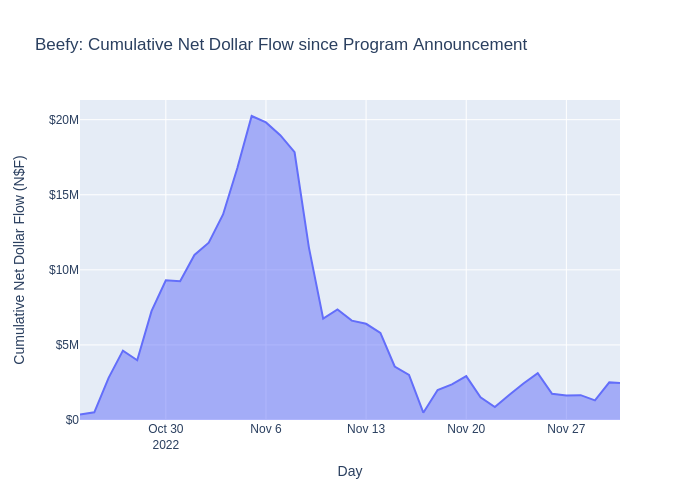 Beefy: Cumulative Net Dollar Flow since Program Announcement
Cumulative Net Dollar Flow (N$F)
$20M
$15M
$10M
$5M
$0
Oct 30
2022
Nov 6
Nov 13
Nov 20
Nov 27
Day